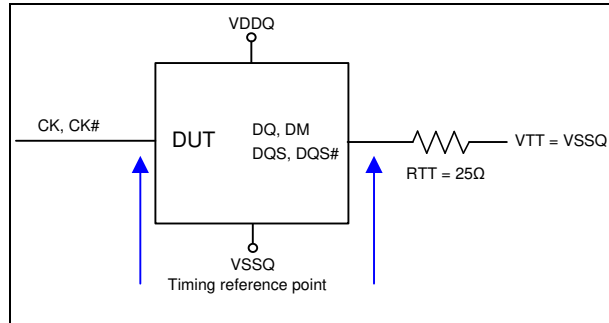 VDDQ
CK, CK#
DUT
DQ, DM
DQS, DQS#
VTT = VSSQ
RTT = 25Ω
VSSQ
Timing reference point